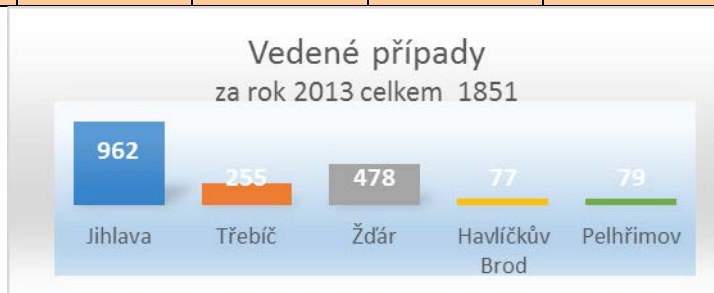 Vedené případy
za rok 2013 celkem 1851
962
255
478
77
79
Jihlava
Třebíč
Žďár
Havlíčkův
Brod
Pelhřimov